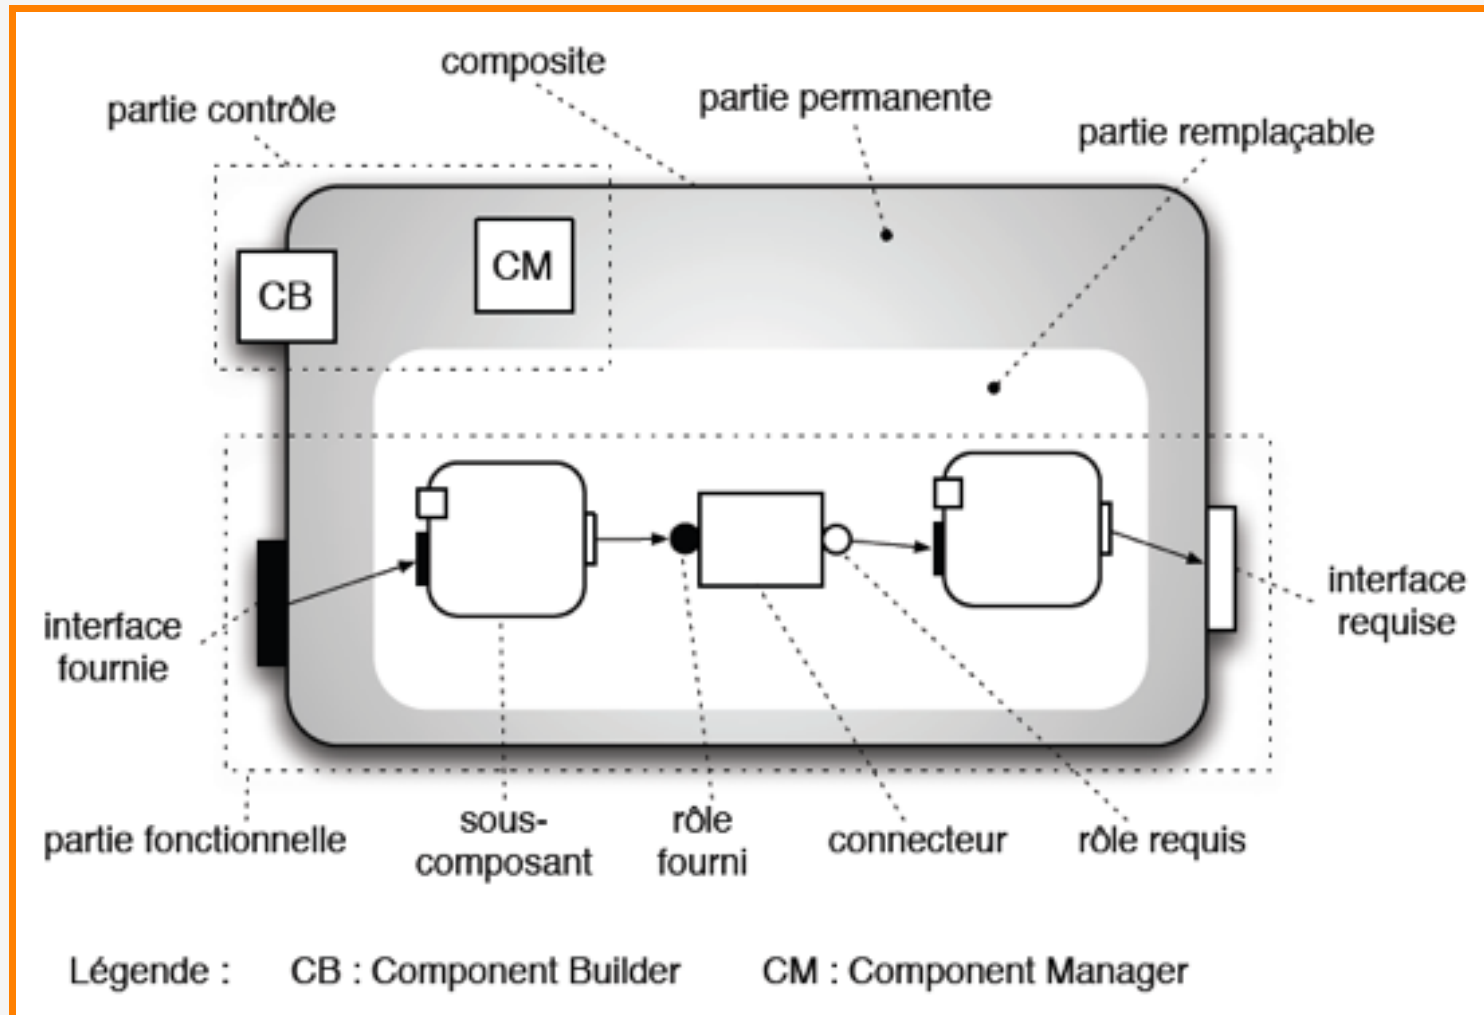 composite
partie contrôle
partie permanente
partie remplaçable
CB
CM
interface
fournie
interface
requise
partie fonctionnelle
sous-
composant
rôle
fourni
connecteur
rôle requis
Légende : CB : Component Builder CM : Component Manager